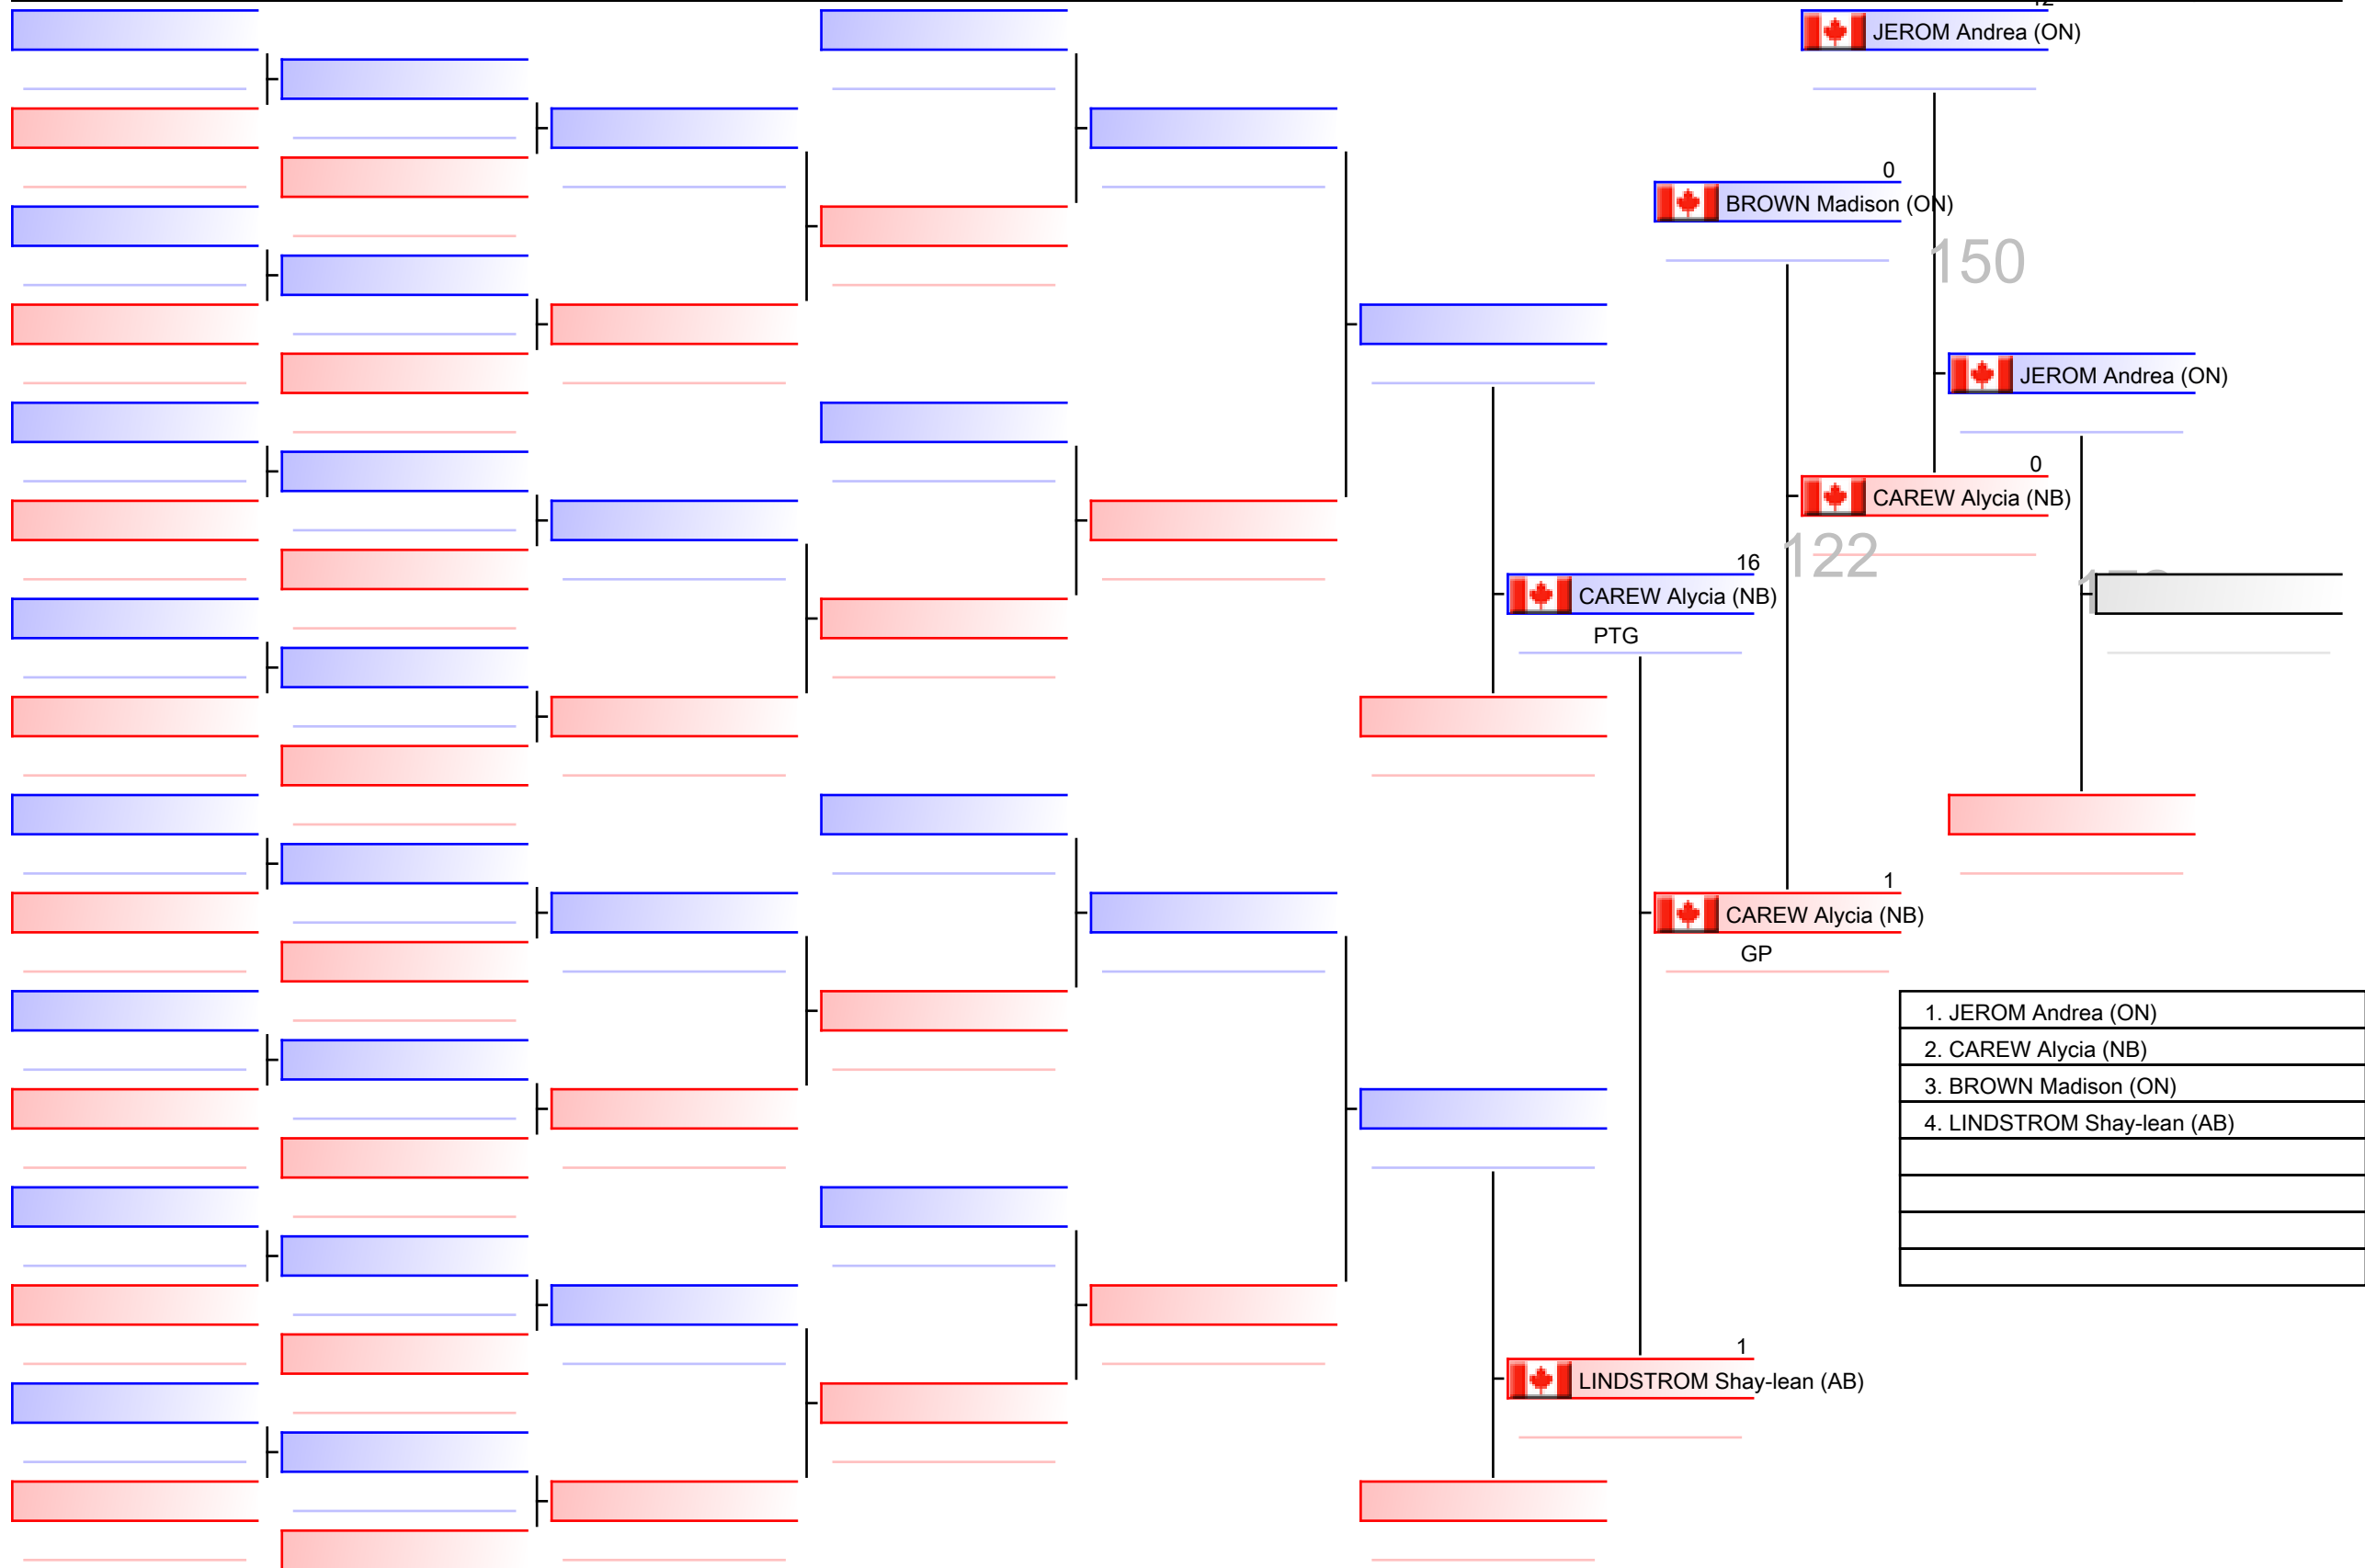 JEROM Andrea (ON)
0
BROWN Madison (ON)
150
JEROM Andrea (ON)
0
CAREW Alycia (NB)
122
16
CAREW Alycia (NB)
PTG
1
CAREW Alycia (NB)
GP
1. JEROM Andrea (ON)
2. CAREW Alycia (NB)
3. BROWN Madison (ON)
4. LINDSTROM Shay-lean (AB)
1
LINDSTROM Shay-lean (AB)